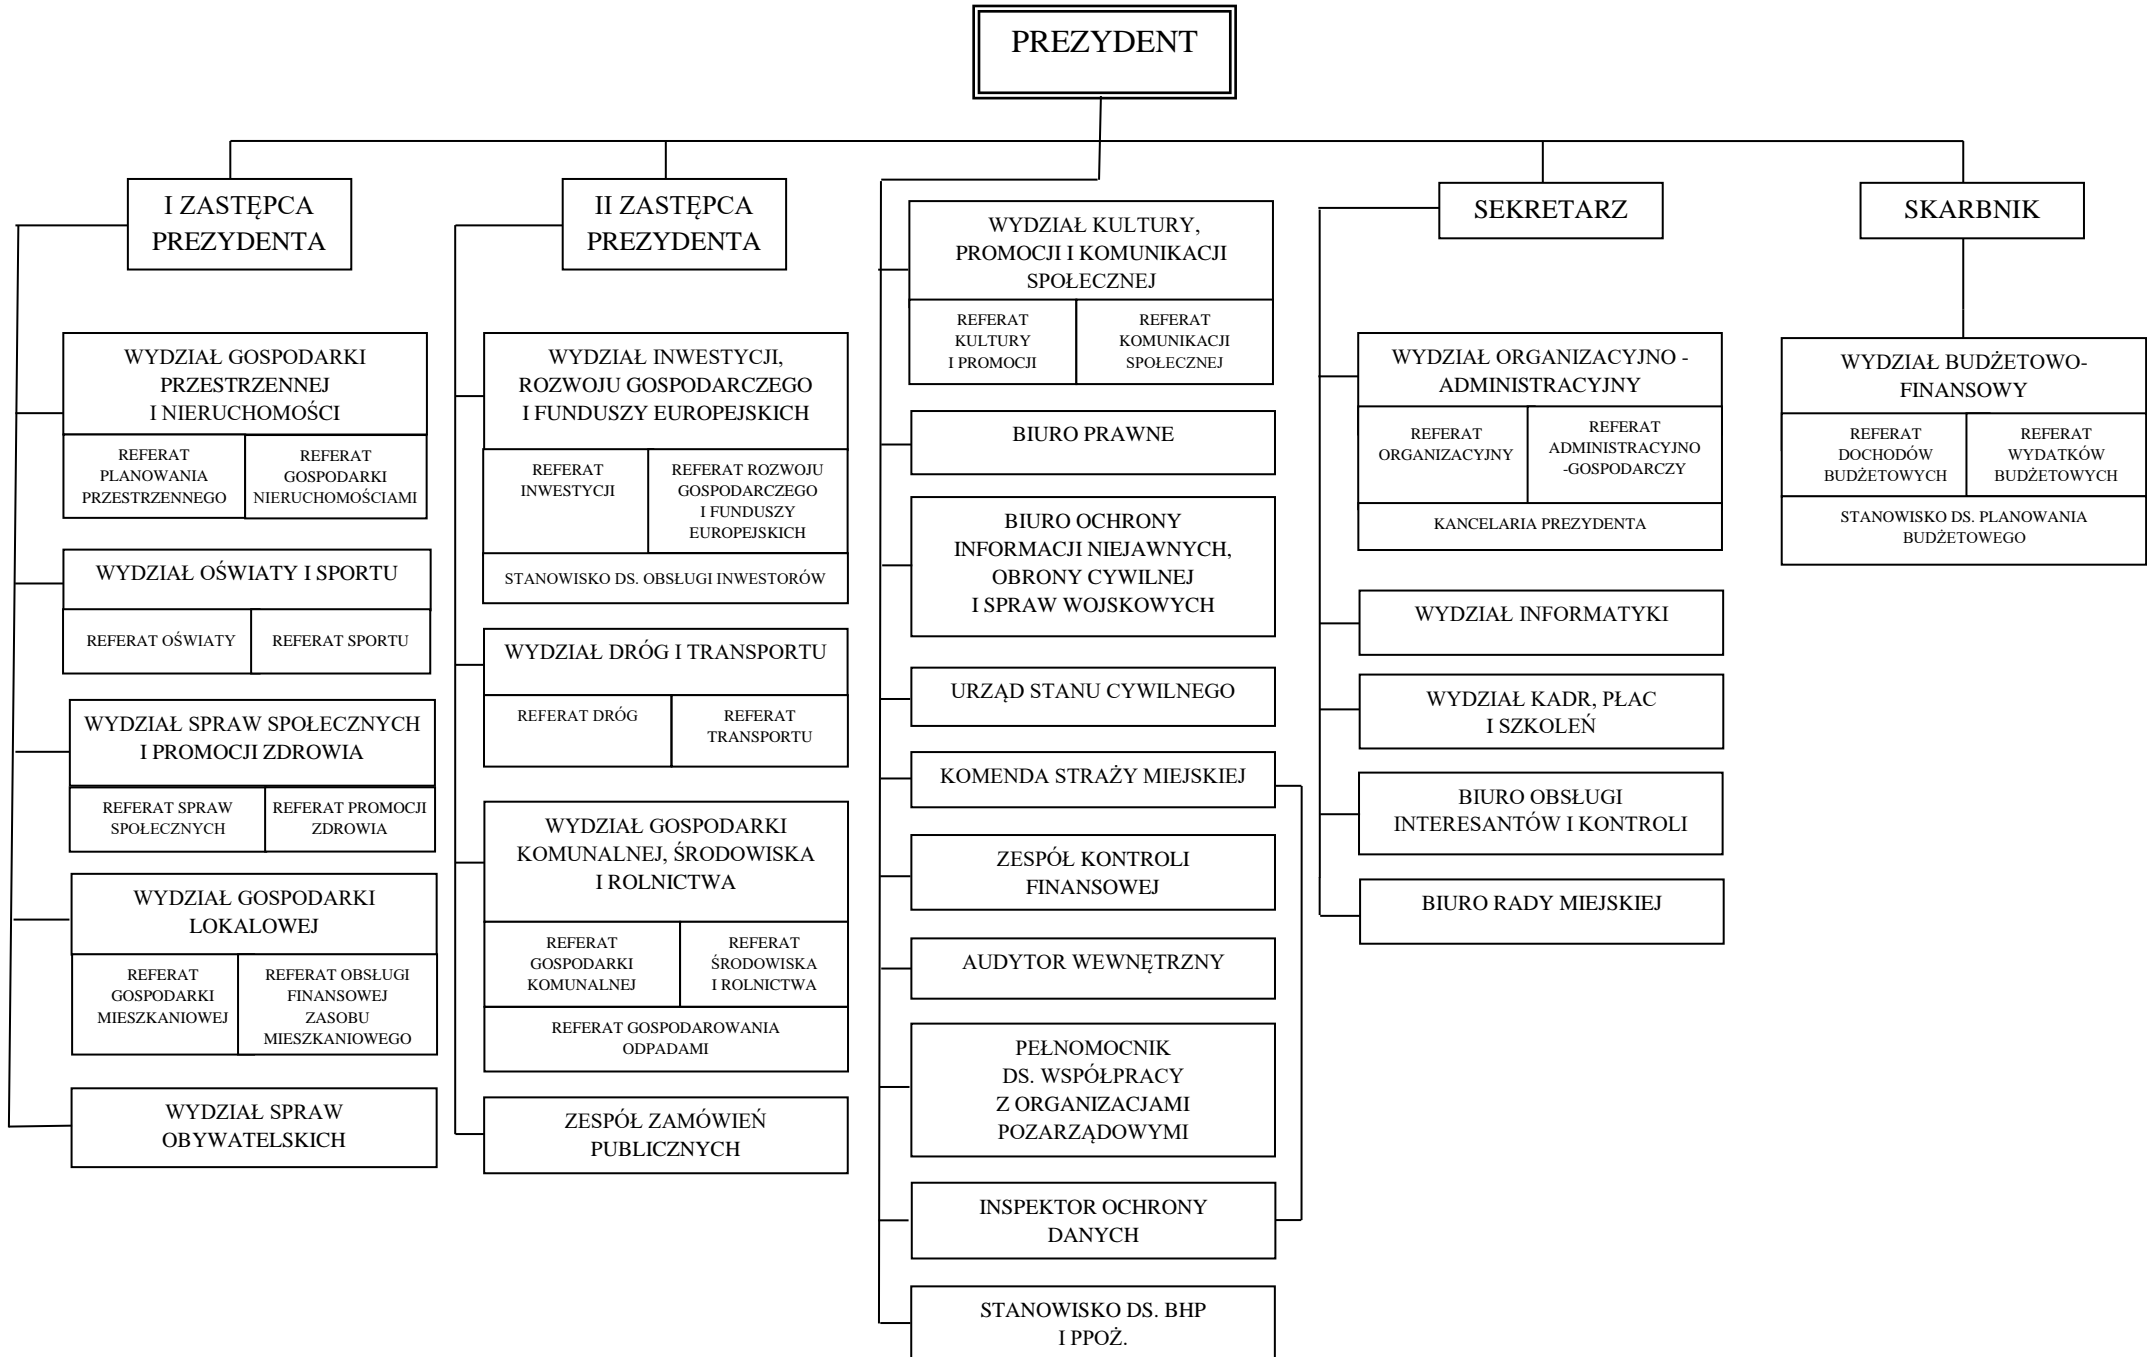 PREZYDENT
I ZASTĘPCA
PREZYDENTA
WYDZIAŁ GOSPODARKI
PRZESTRZENNEJ
I NIERUCHOMOŚCI
REFERAT
PLANOWANIA
PRZESTRZENNEGO
REFERAT
GOSPODARKI
NIERUCHOMOŚCIAMI
WYDZIAŁ OŚWIATY I SPORTU
REFERAT OŚWIATY
REFERAT SPORTU
WYDZIAŁ SPRAW SPOŁECZNYCH
I PROMOCJI ZDROWIA
REFERAT SPRAW
SPOŁECZNYCH
REFERAT PROMOCJI
ZDROWIA
WYDZIAŁ GOSPODARKI
LOKALOWEJ
REFERAT
GOSPODARKI
MIESZKANIOWEJ
REFERAT OBSŁUGI
FINANSOWEJ
ZASOBU
MIESZKANIOWEGO
WYDZIAŁ SPRAW
OBYWATELSKICH
II ZASTĘPCA
PREZYDENTA
WYDZIAŁ INWESTYCJI,
ROZWOJU GOSPODARCZEGO
I FUNDUSZY EUROPEJSKICH
REFERAT
INWESTYCJI
REFERAT ROZWOJU
GOSPODARCZEGO
I FUNDUSZY
EUROPEJSKICH
STANOWISKO DS. OBSŁUGI INWESTORÓW
WYDZIAŁ DRÓG I TRANSPORTU
REFERAT DRÓG
REFERAT
TRANSPORTU
WYDZIAŁ GOSPODARKI
KOMUNALNEJ, ŚRODOWISKA
I ROLNICTWA
REFERAT
GOSPODARKI
KOMUNALNEJ
REFERAT
ŚRODOWISKA
I ROLNICTWA
REFERAT GOSPODAROWANIA
ODPADAMI
ZESPÓŁ ZAMÓWIEŃ
PUBLICZNYCH
WYDZIAŁ KULTURY,
PROMOCJI I KOMUNIKACJI
SPOŁECZNEJ
REFERAT
KULTURY
I PROMOCJI
REFERAT
KOMUNIKACJI
SPOŁECZNEJ
BIURO PRAWNE
BIURO OCHRONY
INFORMACJI NIEJAWNYCH,
OBRONY CYWILNEJ
I SPRAW WOJSKOWYCH
URZĄD STANU CYWILNEGO
KOMENDA STRAŻY MIEJSKIEJ
ZESPÓŁ KONTROLI
FINANSOWEJ
AUDYTOR WEWNĘTRZNY
PEŁNOMOCNIK
DS. WSPÓŁPRACY
Z ORGANIZACJAMI
POZARZĄDOWYMI
INSPEKTOR OCHRONY
DANYCH
STANOWISKO DS. BHP
I PPOŻ.
SEKRETARZ
WYDZIAŁ ORGANIZACYJNO -
ADMINISTRACYJNY
REFERAT
ORGANIZACYJNY
REFERAT
ADMINISTRACYJNO
-GOSPODARCZY
KANCELARIA PREZYDENTA
WYDZIAŁ INFORMATYKI
WYDZIAŁ KADR, PŁAC
I SZKOLEŃ
BIURO OBSŁUGI
INTERESANTÓW I KONTROLI
BIURO RADY MIEJSKIEJ
SKARBNIK
WYDZIAŁ BUDŻETOWO-
FINANSOWY
REFERAT
DOCHODÓW
BUDŻETOWYCH
REFERAT
WYDATKÓW
BUDŻETOWYCH
STANOWISKO DS. PLANOWANIA
BUDŻETOWEGO